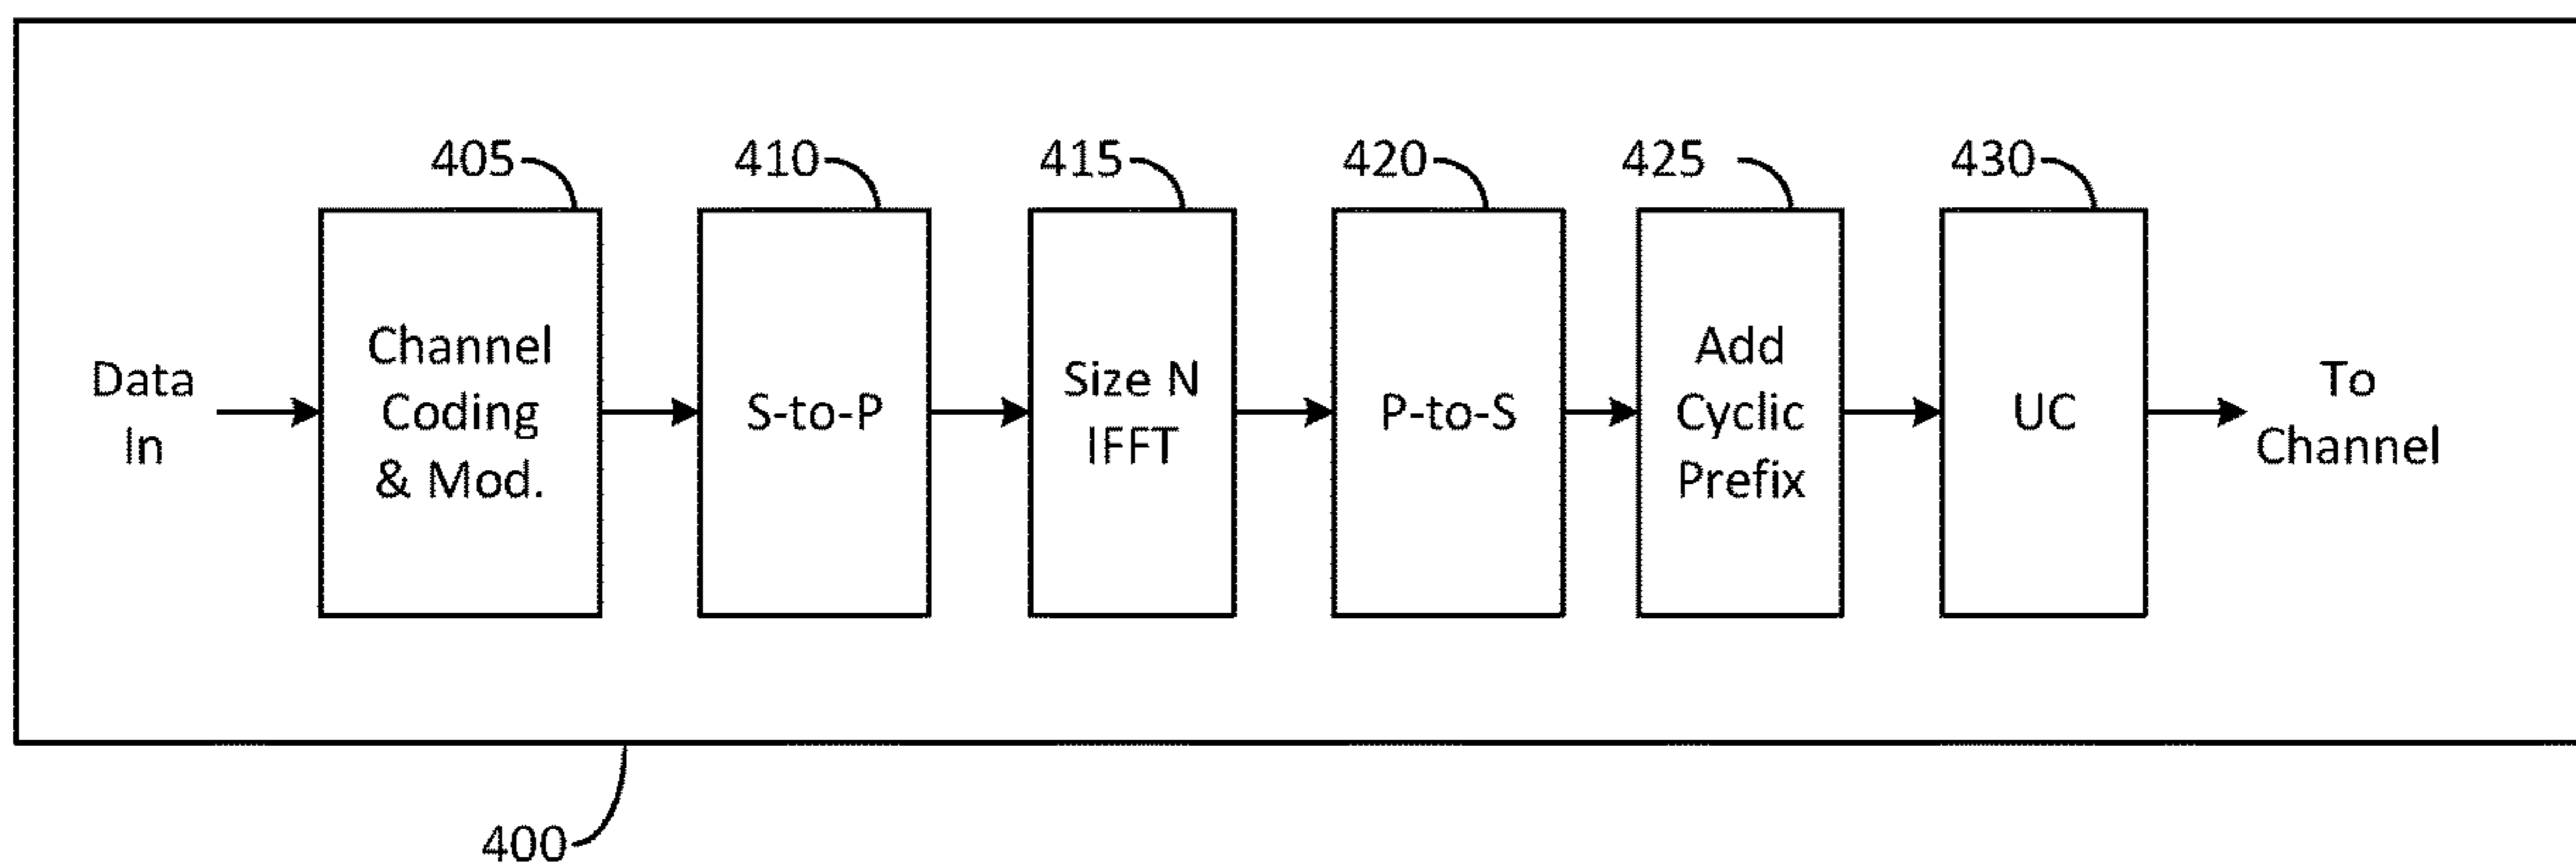 405
410
415
420
425
430
Data
In
Channel
Coding
& Mod.
S-to-P
Size N
IFFT
P-to-S
Add
Cyclic
Prefix
UC
To
Channel
400